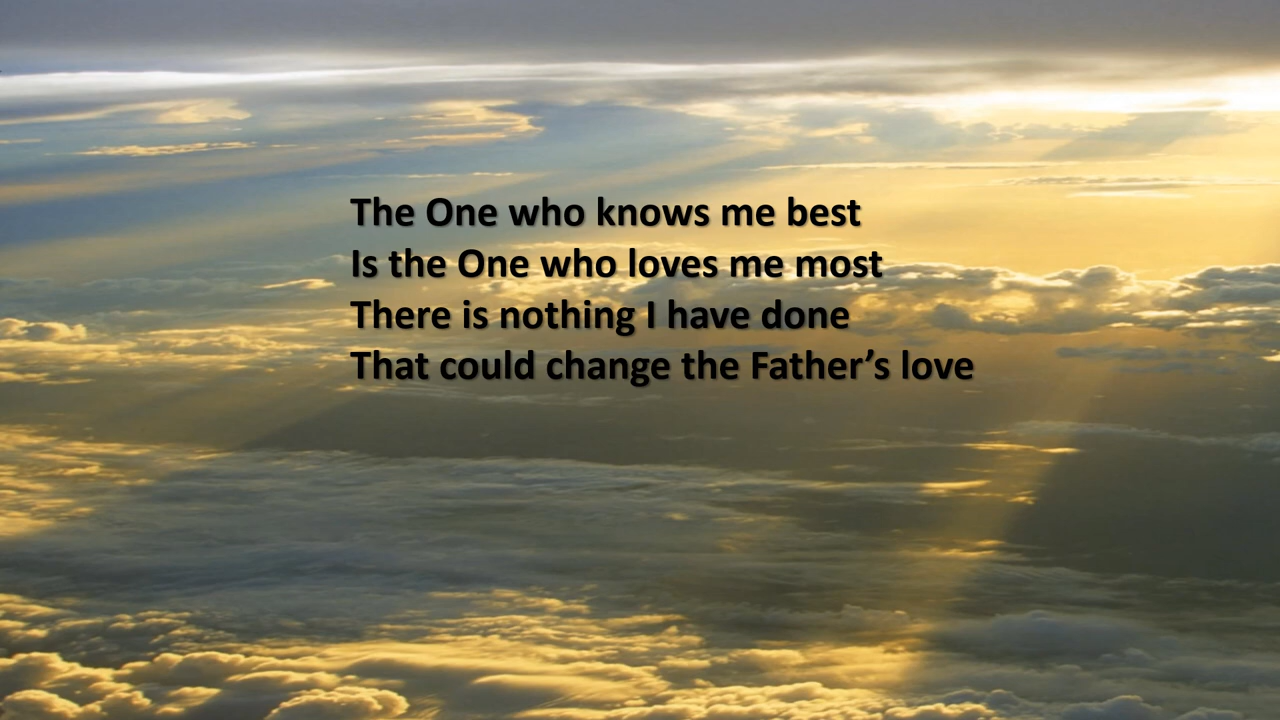 The One who knows me best
Is the One who loves me most
There is nothing I have done
That could change the Father’s love